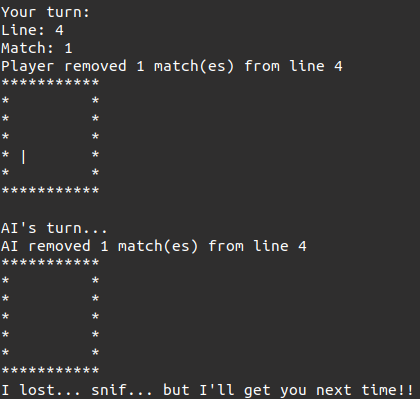 Your turn:
Line: 4
Match: 1
Player removed 1 match(es) from line 4
***********
*         *
*         *
*         *
* |       *
*         *
***********

AI's turn...
AI removed 1 match(es) from line 4
***********
*         *
*         *
*         *
*         *
*         *
***********
I lost... snif... but I'll get you next time!!